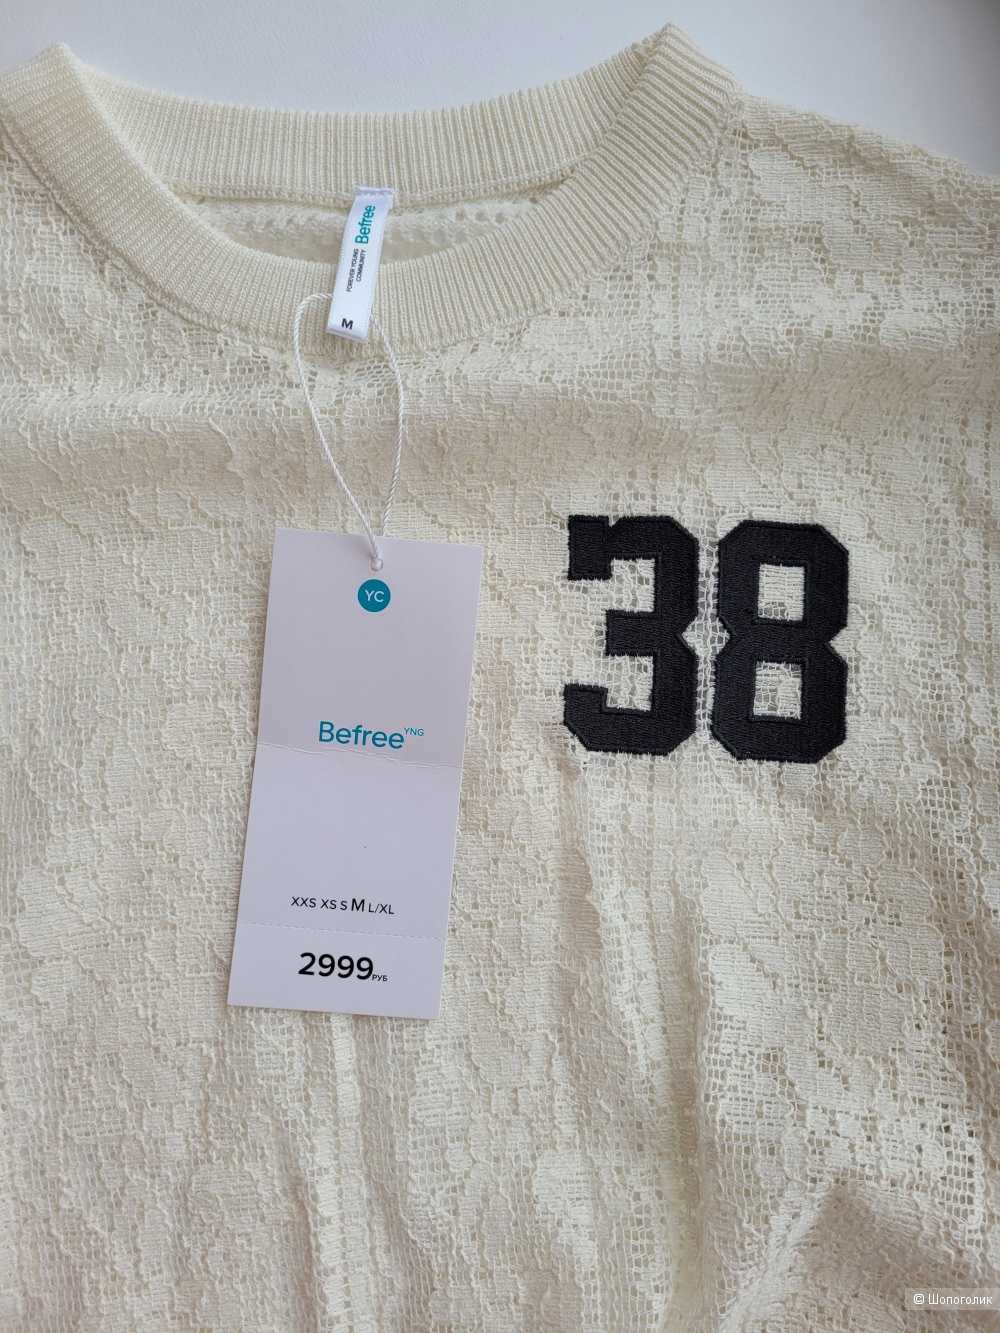 Befree
FOREVER YOUNG
COMMUNITY
M
38
YC
Befree YNG
XXS XS S M L/XL
2999 РУБ
© Шопоголик